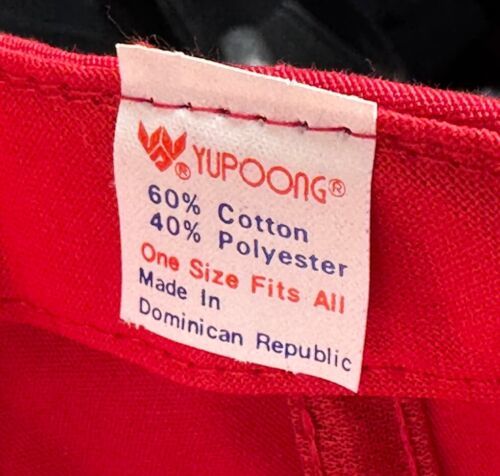 ® YUPOONG®
60% Cotton
40% Polyester
One Size Fits All
Made In
Dominican Republic